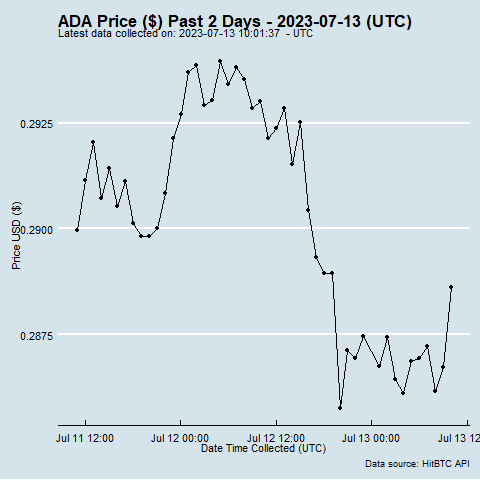 ADA Price ($) Past 2 Days - 2023-07-13 (UTC)
Latest data collected on: 2023-07-13 10:01:37  - UTC
0.2925
0.2900
0.2875
Price USD ($)
Jul 11 12:00 Jul 12 00:00 Jul 12 12:00 Jul 13 00:00 Jul 13 12
Date Time Collected (UTC)
Data source: HitBTC API